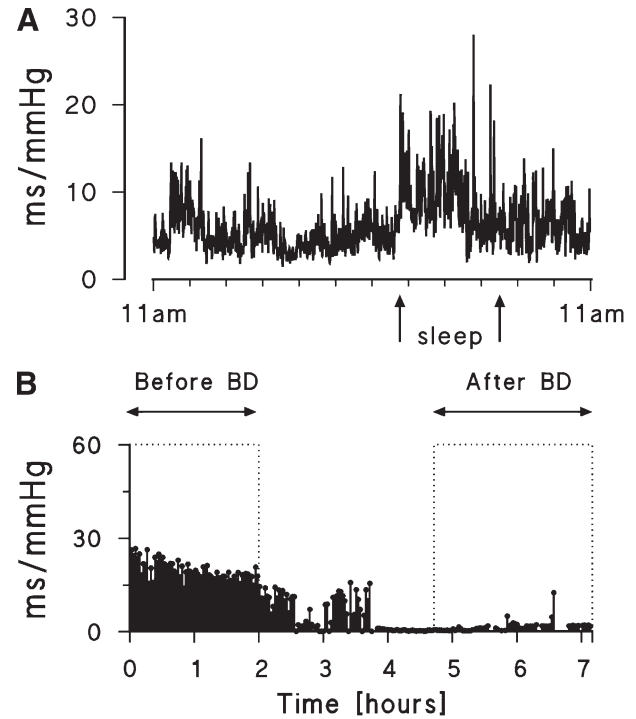 A
30
20
10
0
ms/mmHg
11am
11am
sleep
B
Before BD
After BD
60
30
0
ms/mmHg
0 1 2 3 4 5 6 7
Time [hours]